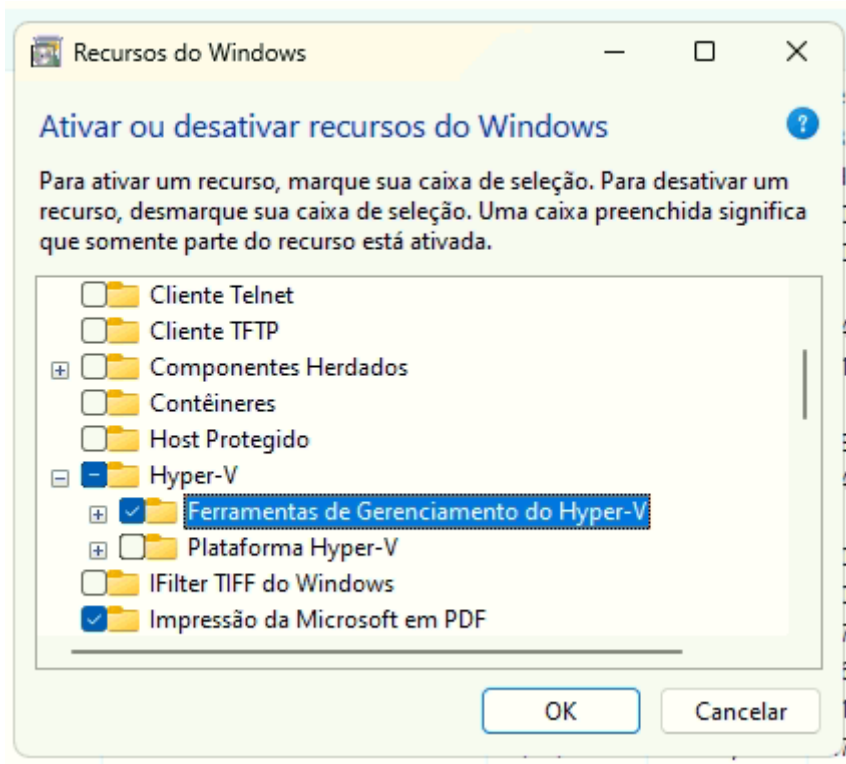 Recursos do Windows
Ativar ou desativar recursos do Windows
Para ativar um recurso, marque sua caixa de seleção. Para desativar um
recurso, desmarque sua caixa de seleção. Uma caixa preenchida significa
que somente parte do recurso está ativada.
Cliente Telnet
Cliente TFTP
Componentes Herdados
Contêineres
Host Protegido
Hyper-V
Ferramentas de Gerenciamento do Hyper-V
Plataforma Hyper-V
IFilter TIFF do Windows
Impressão da Microsoft em PDF
OK
Cancelar